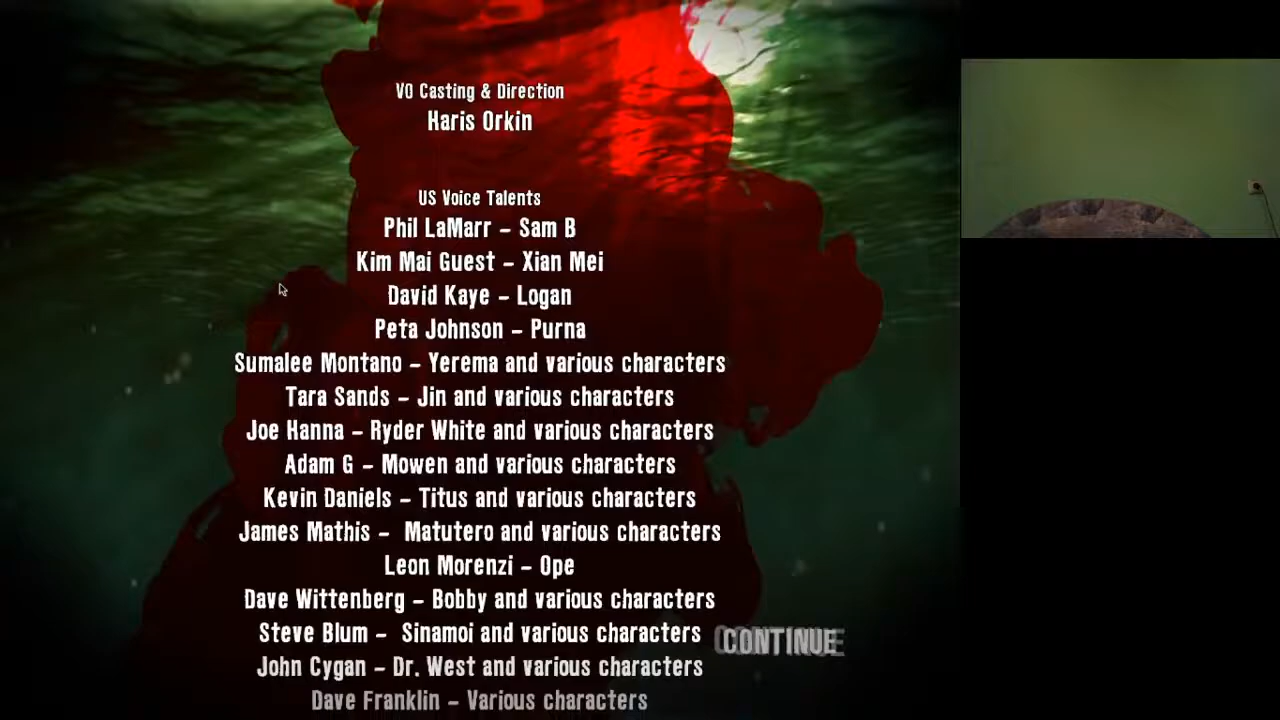 VO Casting & Direction
Haris Orkin
US Voice Talents
Phil LaMarr – Sam B
Kim Mai Guest – Xian Mei
David Kaye – Logan
Peta Johnson – Purna
Sumalee Montano – Yerema and various characters
Tara Sands – Jin and various characters
Joe Hanna – Ryder White and various characters
Adam G – Mowen and various characters
Kevin Daniels – Titus and various characters
James Mathis – Matutero and various characters
Leon Morenzi – Ope
Dave Wittenberg – Bobby and various characters
Steve Blum – Sinamoi and various characters
CONTINUE
John Cygan – Dr. West and various characters
Dave Franklin – Various characters